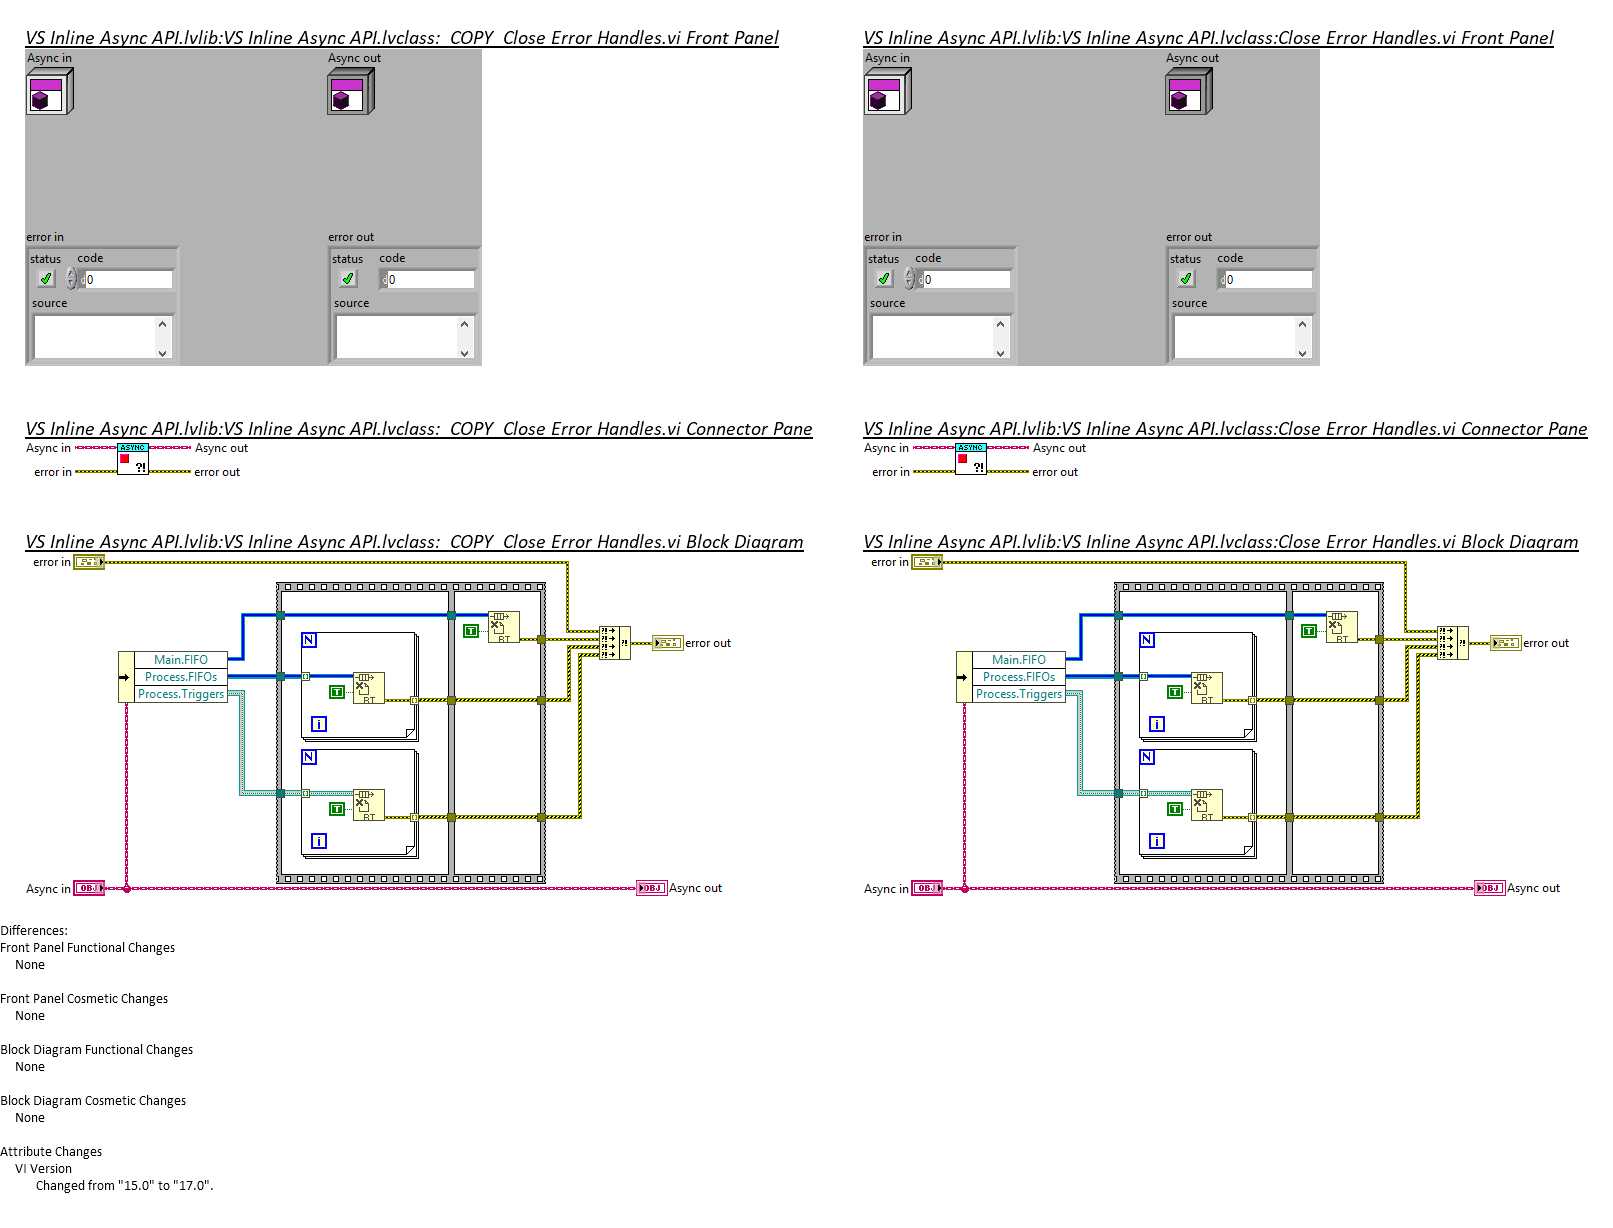 VS Inline Async API.lvlib:VS Inline Async API.lvclass:  COPY  Close Error Handles.vi Front Panel
Async in
Async out
error in
status
code
0
source
error out
status
code
0
source
VS Inline Async API.lvlib:VS Inline Async API.lvclass:Close Error Handles.vi Front Panel
Async in
Async out
error in
status
code
0
source
error out
status
code
0
source
VS Inline Async API.lvlib:VS Inline Async API.lvclass:  COPY  Close Error Handles.vi Connector Pane
Async in
ASYNC
?!
Async out
error in
error out
VS Inline Async API.lvlib:VS Inline Async API.lvclass:Close Error Handles.vi Connector Pane
Async in
ASYNC
?!
Async out
error in
error out
VS Inline Async API.lvlib:VS Inline Async API.lvclass:  COPY  Close Error Handles.vi Block Diagram
error in
Main.FIFO
Process.FIFOs
Process.Triggers
N
T
RT
i
N
T
RT
i
T
RT
?!
error out
Async in
OBJ
OBJ
Async out
VS Inline Async API.lvlib:VS Inline Async API.lvclass:Close Error Handles.vi Block Diagram
error in
Main.FIFO
Process.FIFOs
Process.Triggers
N
T
RT
i
N
T
RT
i
T
RT
?!
error out
Async in
OBJ
OBJ
Async out
Differences:
Front Panel Functional Changes
None
Front Panel Cosmetic Changes
None
Block Diagram Functional Changes
None
Block Diagram Cosmetic Changes
None
Attribute Changes
VI Version
Changed from "15.0" to "17.0".